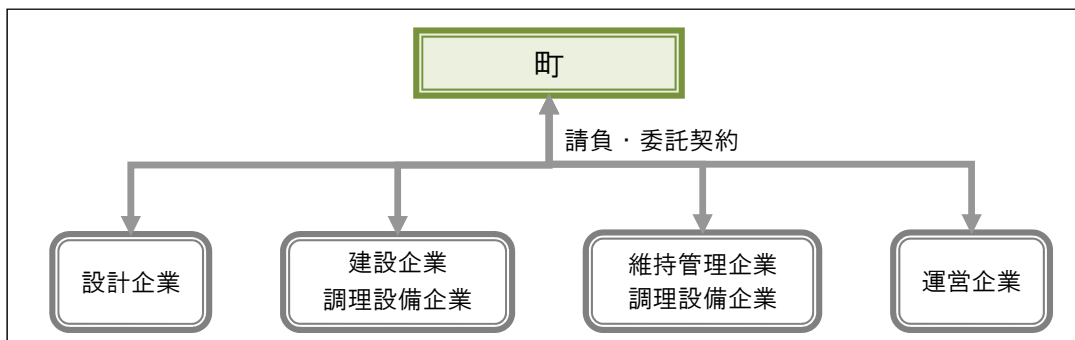 町
請負・委託契約
設計企業
建設企業
調理設備企業
維持管理企業
調理設備企業
運営企業